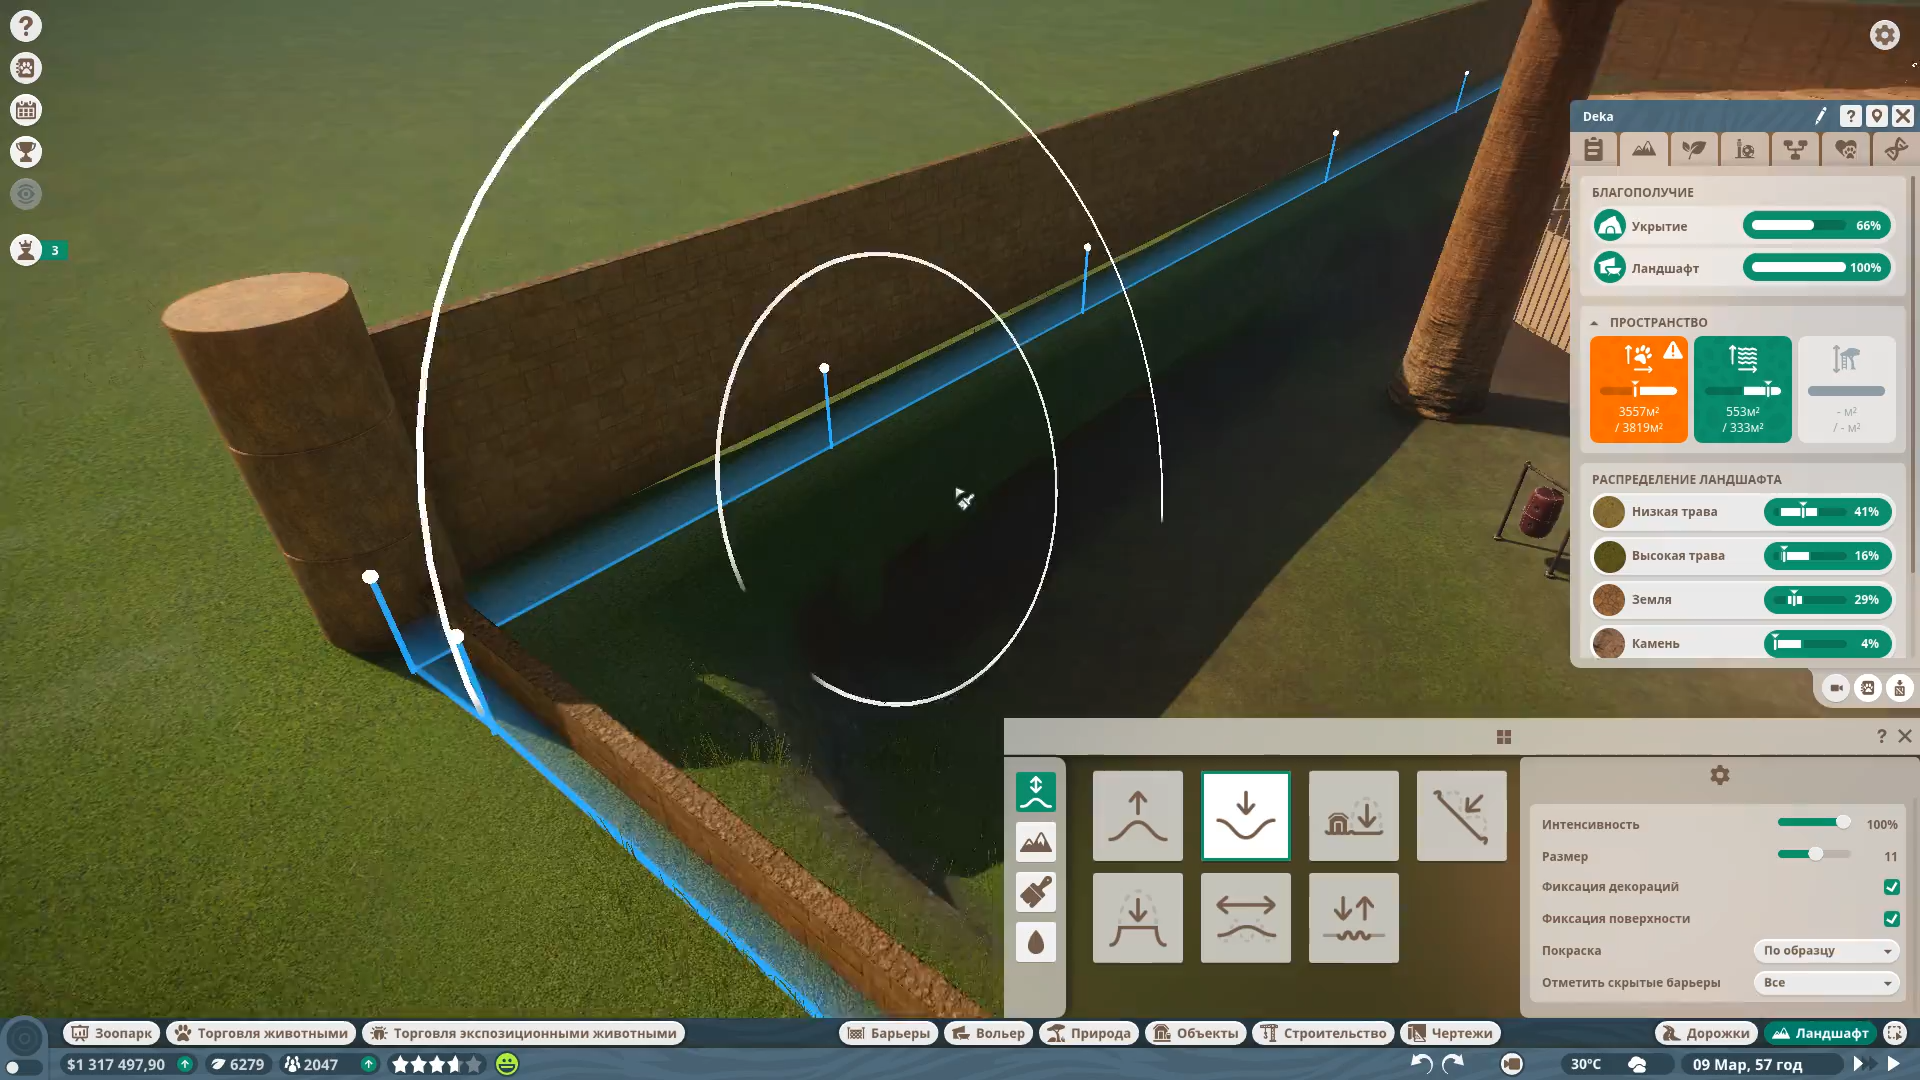 3
Deka
?
БЛАГОПОЛУЧИЕ
Укрытие 66%
Ландшафт 100%
ПРОСТРАНСТВО
3557м² / 3819м²
553м² / 333м²
- м² / - м²
РАСПРЕДЕЛЕНИЕ ЛАНДШАФТА
Низкая трава 41%
Высокая трава 16%
Земля 29%
Камень 4%
?
Интенсивность 100%
Размер 11
Фиксация декораций
Фиксация поверхности
Покраска По образцу
Отметить скрытые барьеры Все
Зоопарк Торговля животными Торговля экспозиционными животными Барьеры Вольер Природа Объекты Строительство Чертежи Дорожки Ландшафт
$1 317 497,90 6279 2047 30°C 09 Мар, 57 год